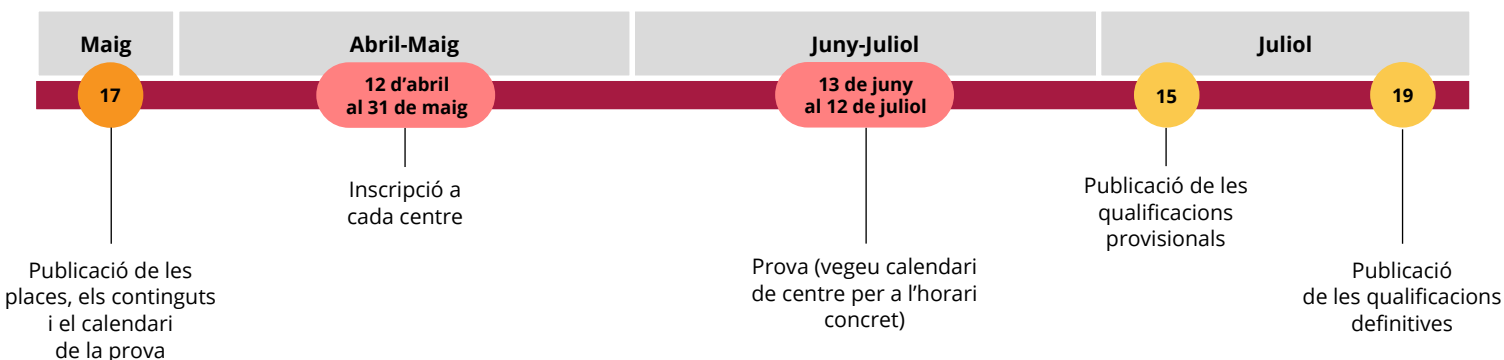 Maig
Abril-Maig
Juny-Juliol
Juliol
17
12 d’abril
al 31 de maig
13 de juny
al 12 de juliol
15
19
Publicació de les
places, els continguts
i el calendari
de la prova
Inscripció a
cada centre
Prova (vegeu calendari
de centre per a l’horari
concret)
Publicació de les
qualificacions
provisionals
Publicació
de les qualificacions
definitives